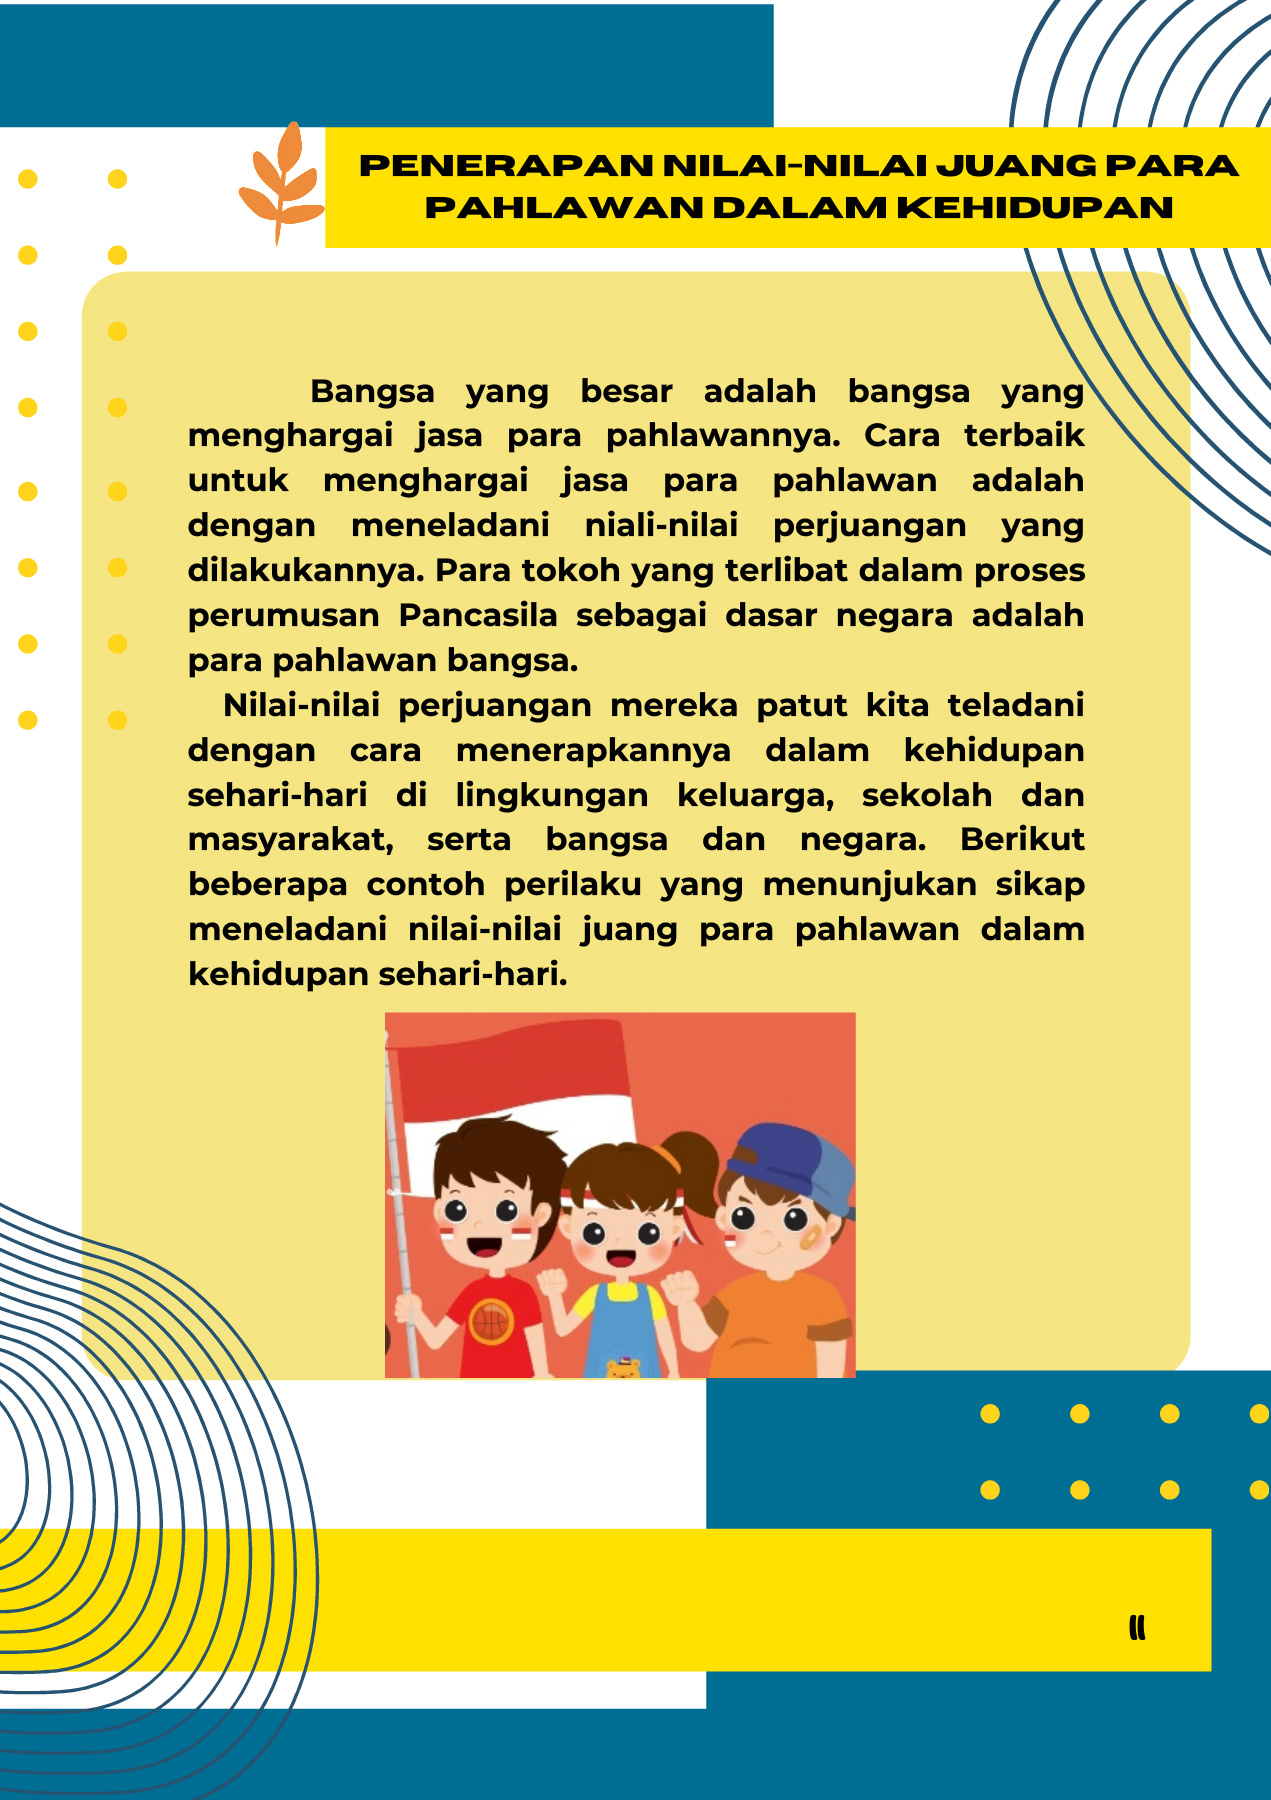 PENERAPAN NILAI-NILAI JUANG PARA
PAHLAWAN DALAM KEHIDUPAN
Bangsa yang besar adalah bangsa yang
menghargai jasa para pahlawannya. Cara terbaik
untuk menghargai jasa para pahlawan adalah
dengan meneladani niali-nilai perjuangan yang
dilakukannya. Para tokoh yang terlibat dalam proses
perumusan Pancasila sebagai dasar negara adalah
para pahlawan bangsa.
Nilai-nilai perjuangan mereka patut kita teladani
dengan cara menerapkannya dalam kehidupan
sehari-hari di lingkungan keluarga, sekolah dan
masyarakat, serta bangsa dan negara. Berikut
beberapa contoh perilaku yang menunjukan sikap
meneladani nilai-nilai juang para pahlawan dalam
kehidupan sehari-hari.
11